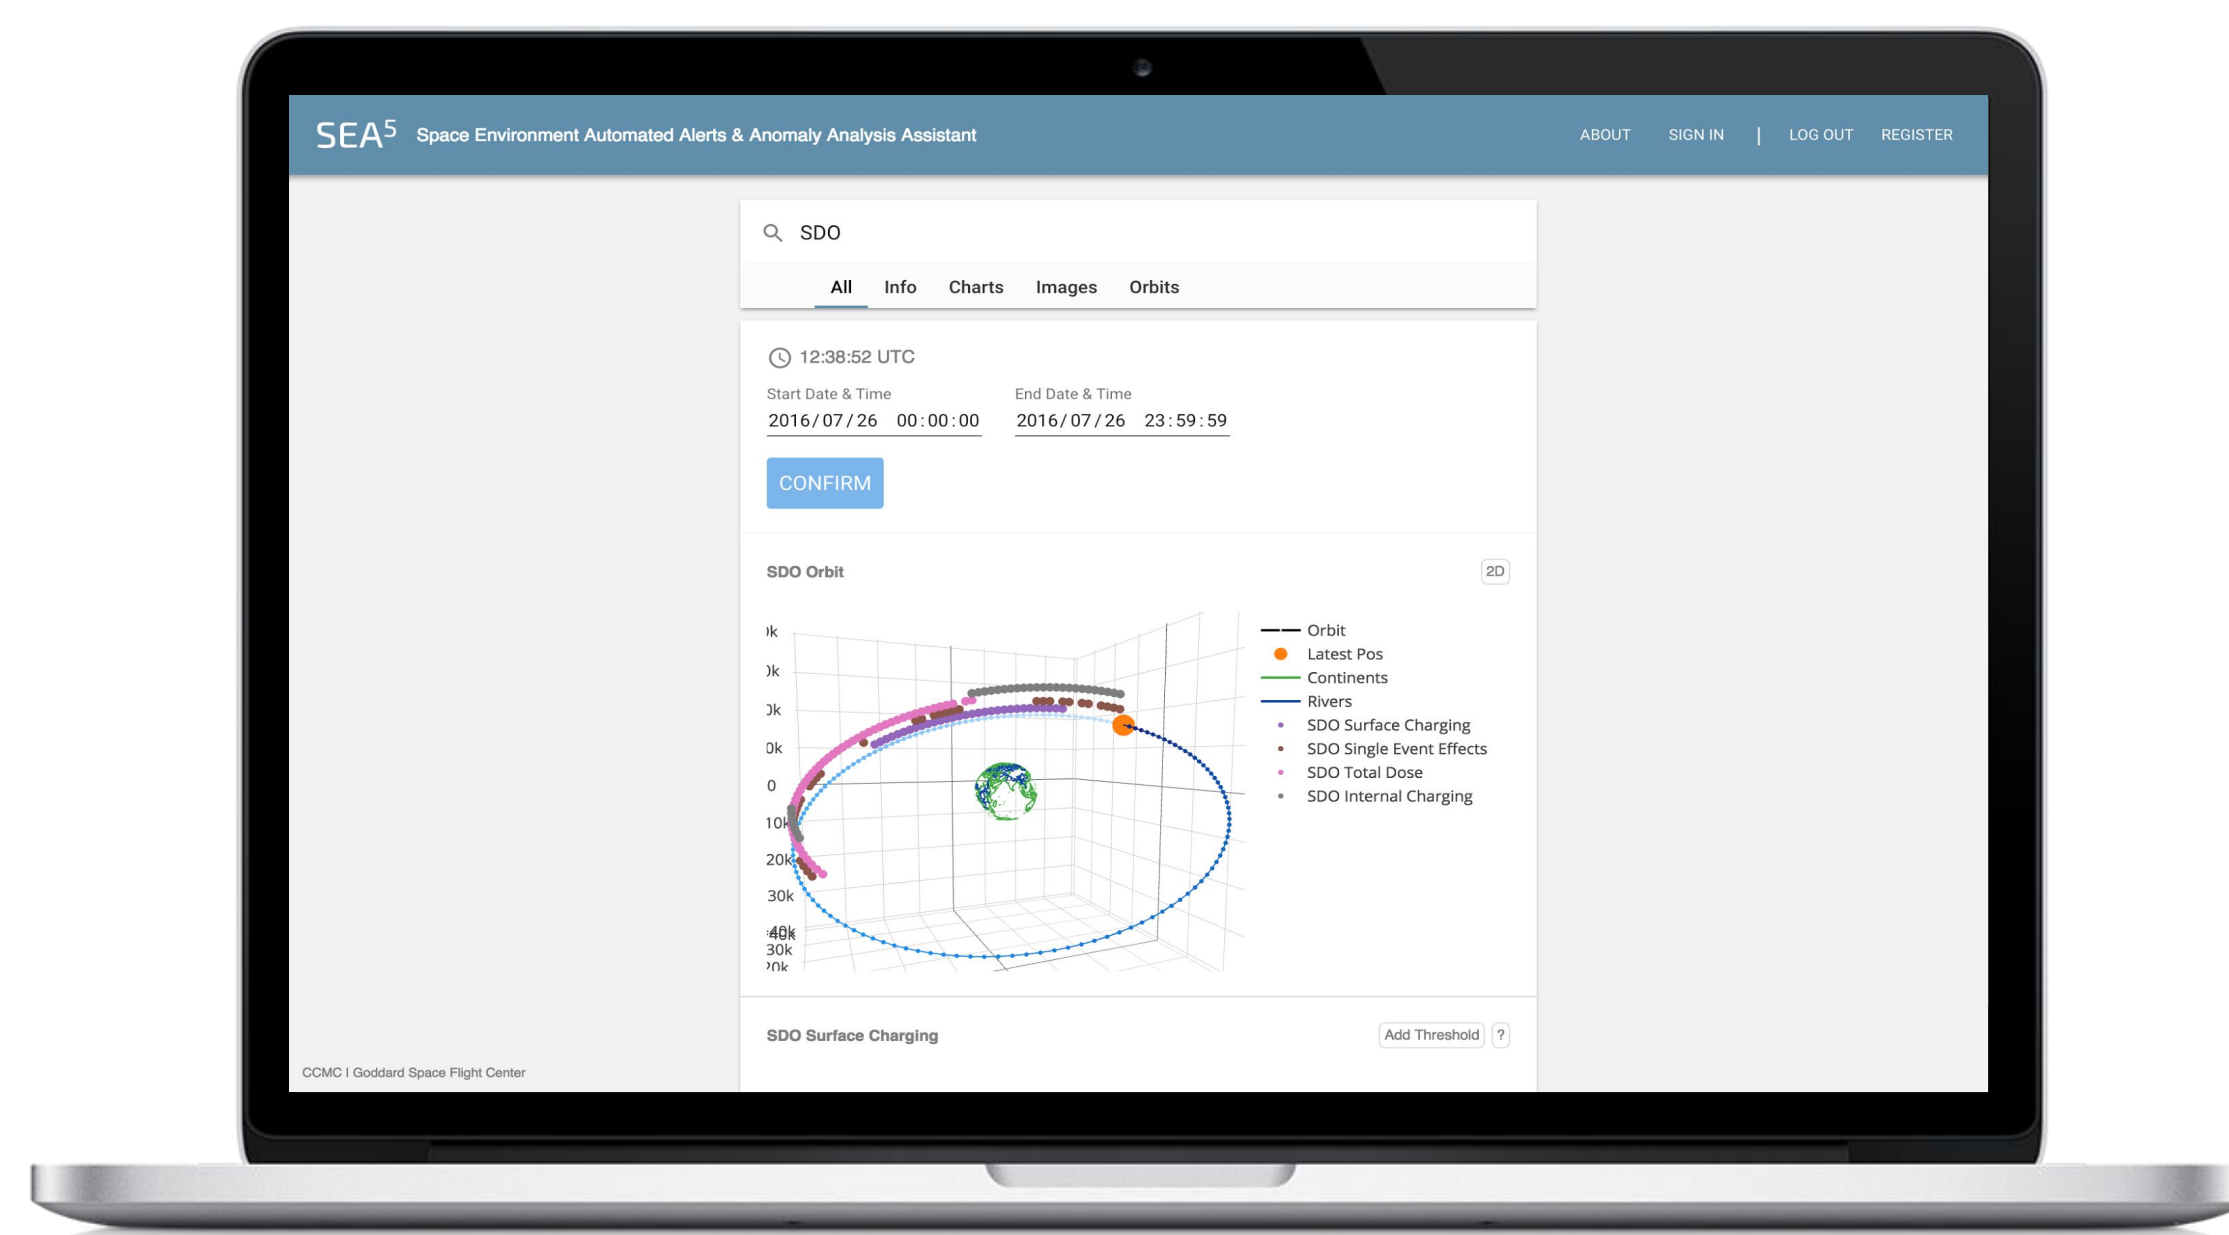 SEA⁵ Space Environment Automated Alerts & Anomaly Analysis Assistant ABOUT SIGN IN | LOG OUT REGISTER
SDO
All Info Charts Images Orbits
12:38:52 UTC
Start Date & Time End Date & Time
2016/07/26 00:00:00 2016/07/26 23:59:59
CONFIRM
SDO Orbit 2D
0
10k
20k
30k
40k
30k
Orbit
Latest Pos
Continents
Rivers
SDO Surface Charging
SDO Single Event Effects
SDO Total Dose
SDO Internal Charging
SDO Surface Charging Add Threshold ?
CCMC | Goddard Space Flight Center